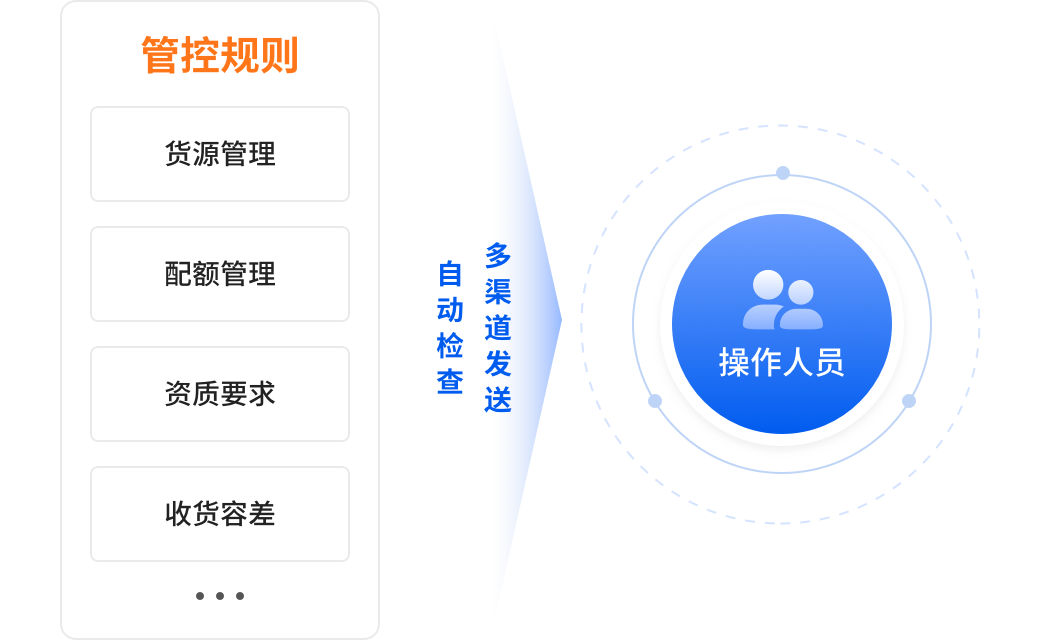 管控规则
货源管理
配额管理
资质要求
收货容差
•••
自动检查
多渠道发送
操作人员